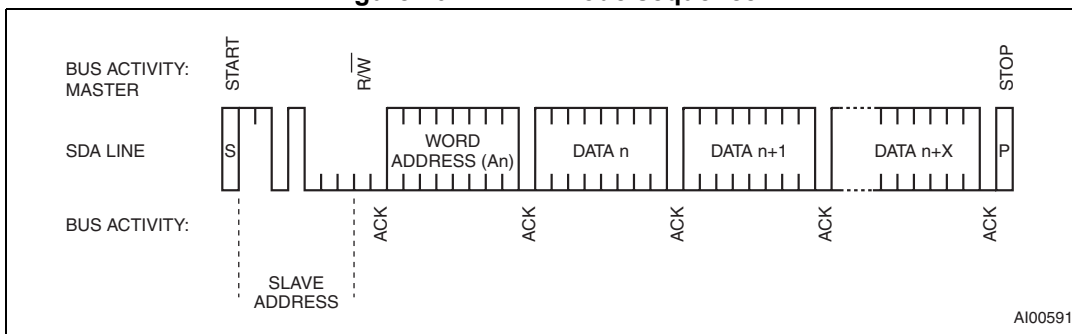 BUS ACTIVITY:
MASTER
START
R/W
STOP
SDA LINE
S
WORD
ADDRESS (An)
DATA n
DATA n+1
DATA n+X
P
BUS ACTIVITY:
ACK
ACK
ACK
ACK
ACK
SLAVE
ADDRESS
AI00591